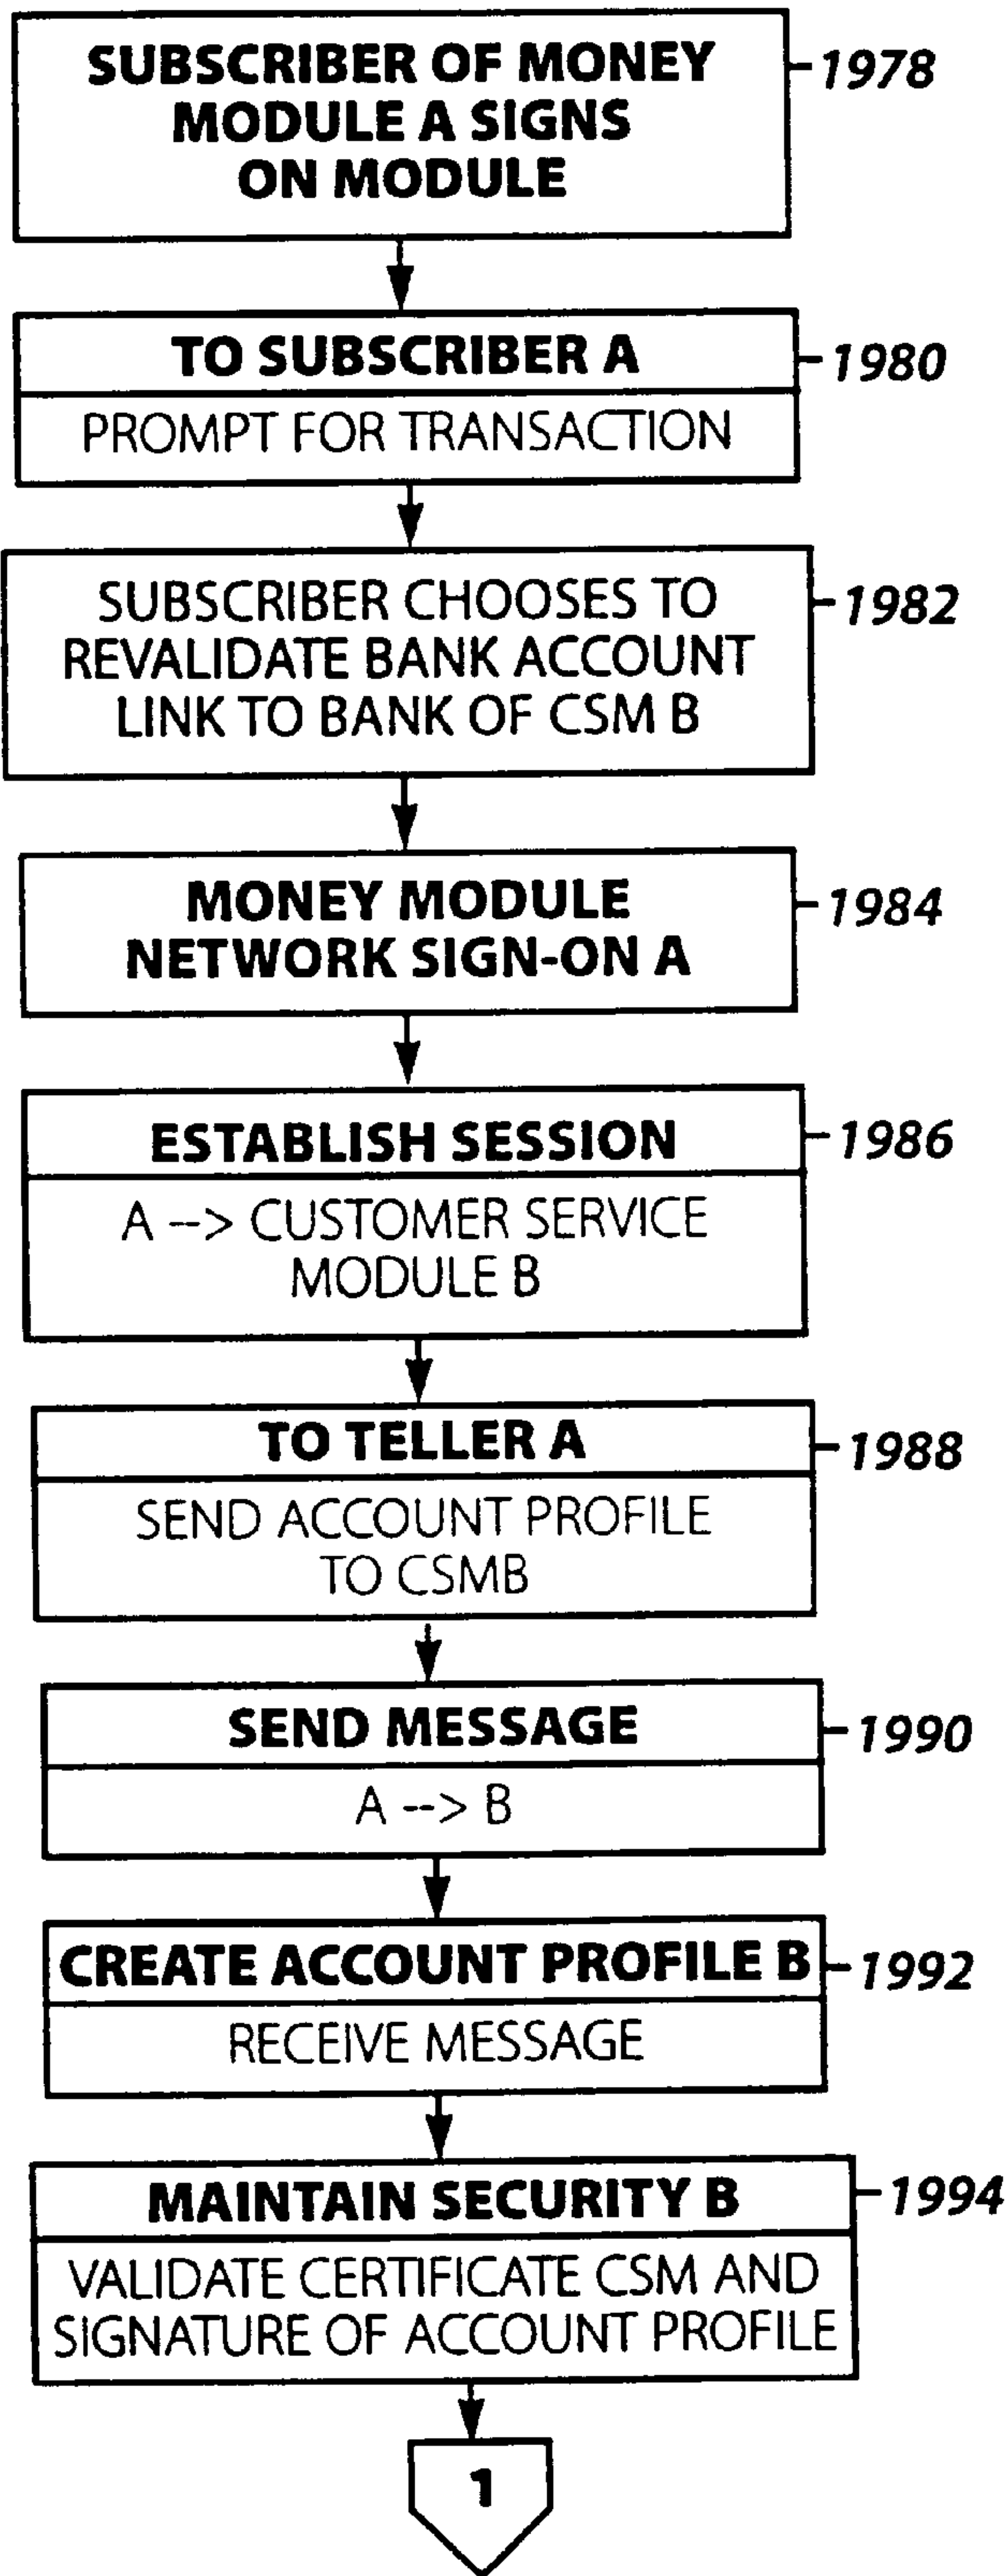 SUBSCRIBER OF MONEY
MODULE A SIGNS
ON MODULE
1978
TO SUBSCRIBER A
1980
PROMPT FOR TRANSACTION
SUBSCRIBER CHOOSES TO
REVALIDATE BANK ACCOUNT
LINK TO BANK OF CSM B
1982
MONEY MODULE
NETWORK SIGN-ON A
1984
ESTABLISH SESSION
1986
A --> CUSTOMER SERVICE
MODULE B
TO TELLER A
1988
SEND ACCOUNT PROFILE
TO CSMB
SEND MESSAGE
1990
A --> B
CREATE ACCOUNT PROFILE B
1992
RECEIVE MESSAGE
MAINTAIN SECURITY B
1994
VALIDATE CERTIFICATE CSM AND
SIGNATURE OF ACCOUNT PROFILE
1